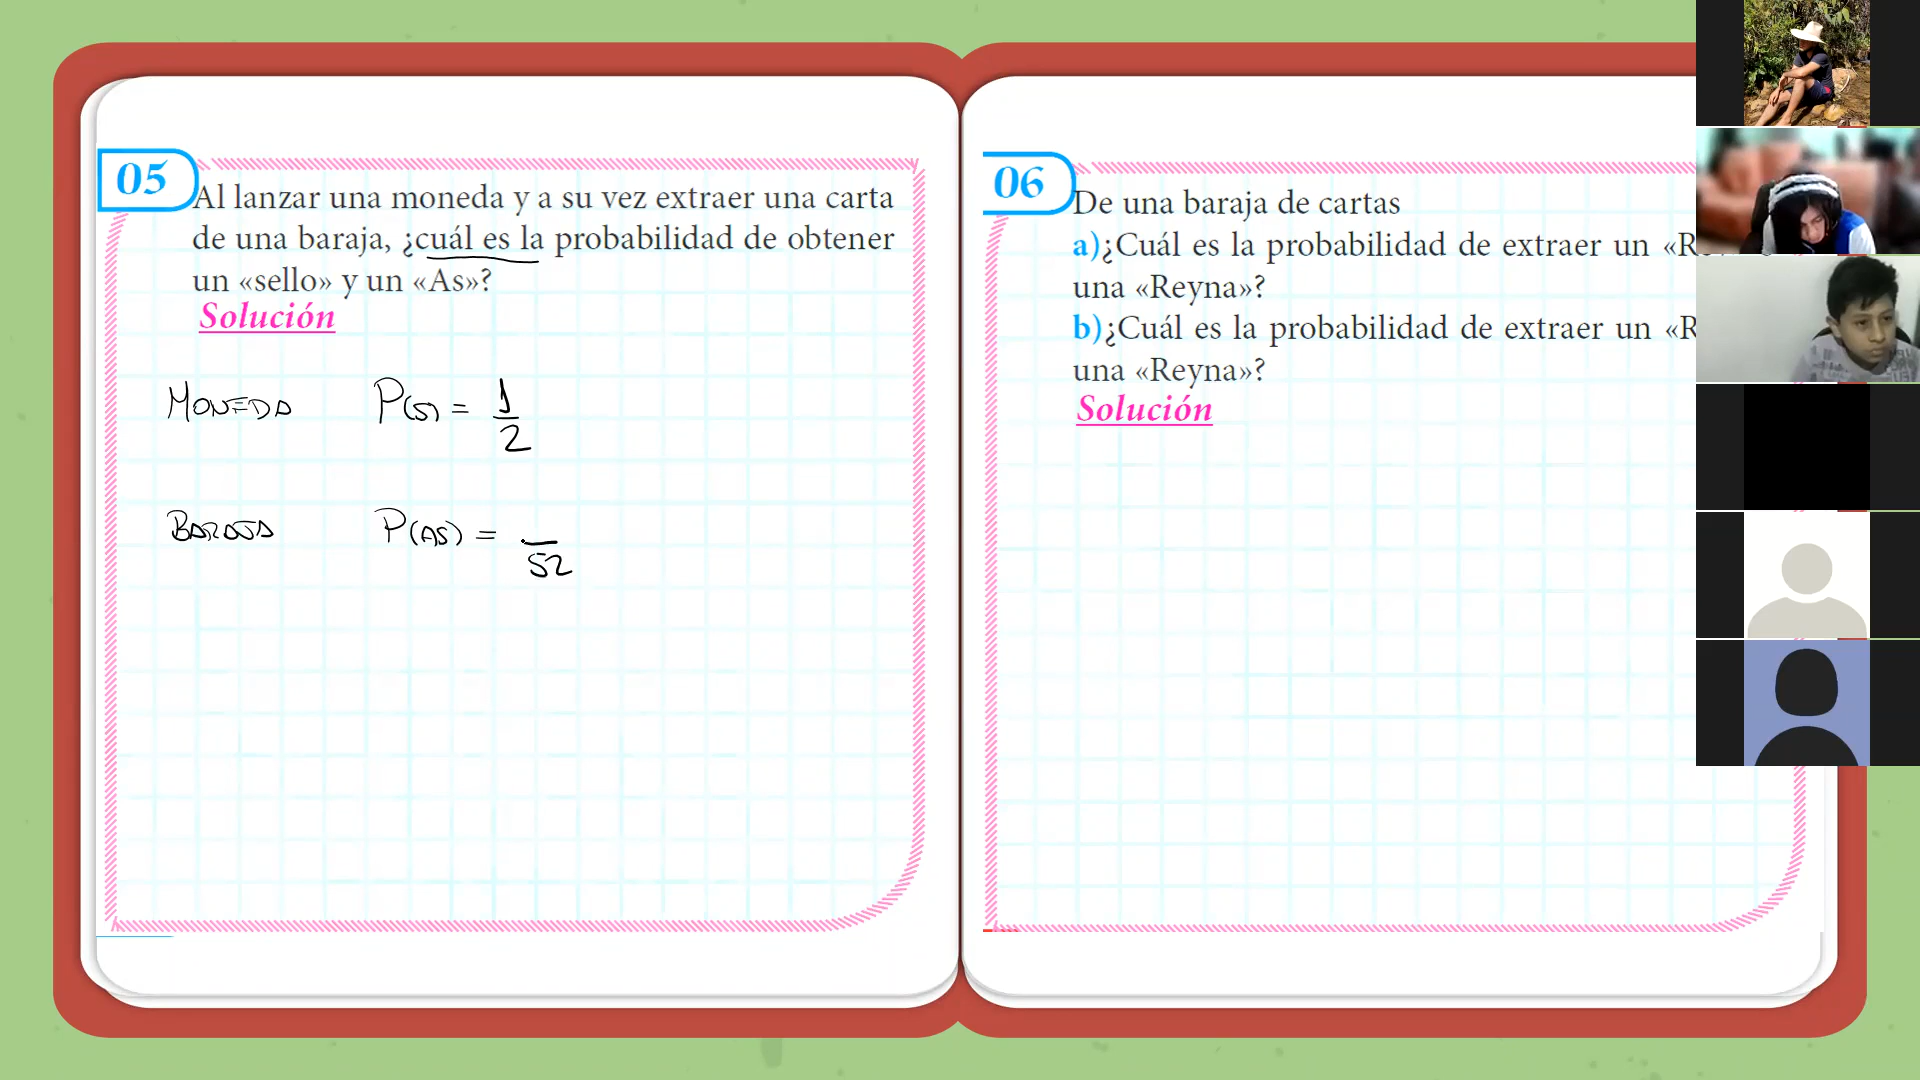 05
Al lanzar una moneda y a su vez extraer una carta
de una baraja, ¿cuál es la probabilidad de obtener
un «sello» y un «As»?
Solución
MONEDA P(S) = 1/2
BARAJA P(AS) = /52
06
De una baraja de cartas
a)¿Cuál es la probabilidad de extraer un «R
una «Reyna»?
b)¿Cuál es la probabilidad de extraer un «R
una «Reyna»?
Solución